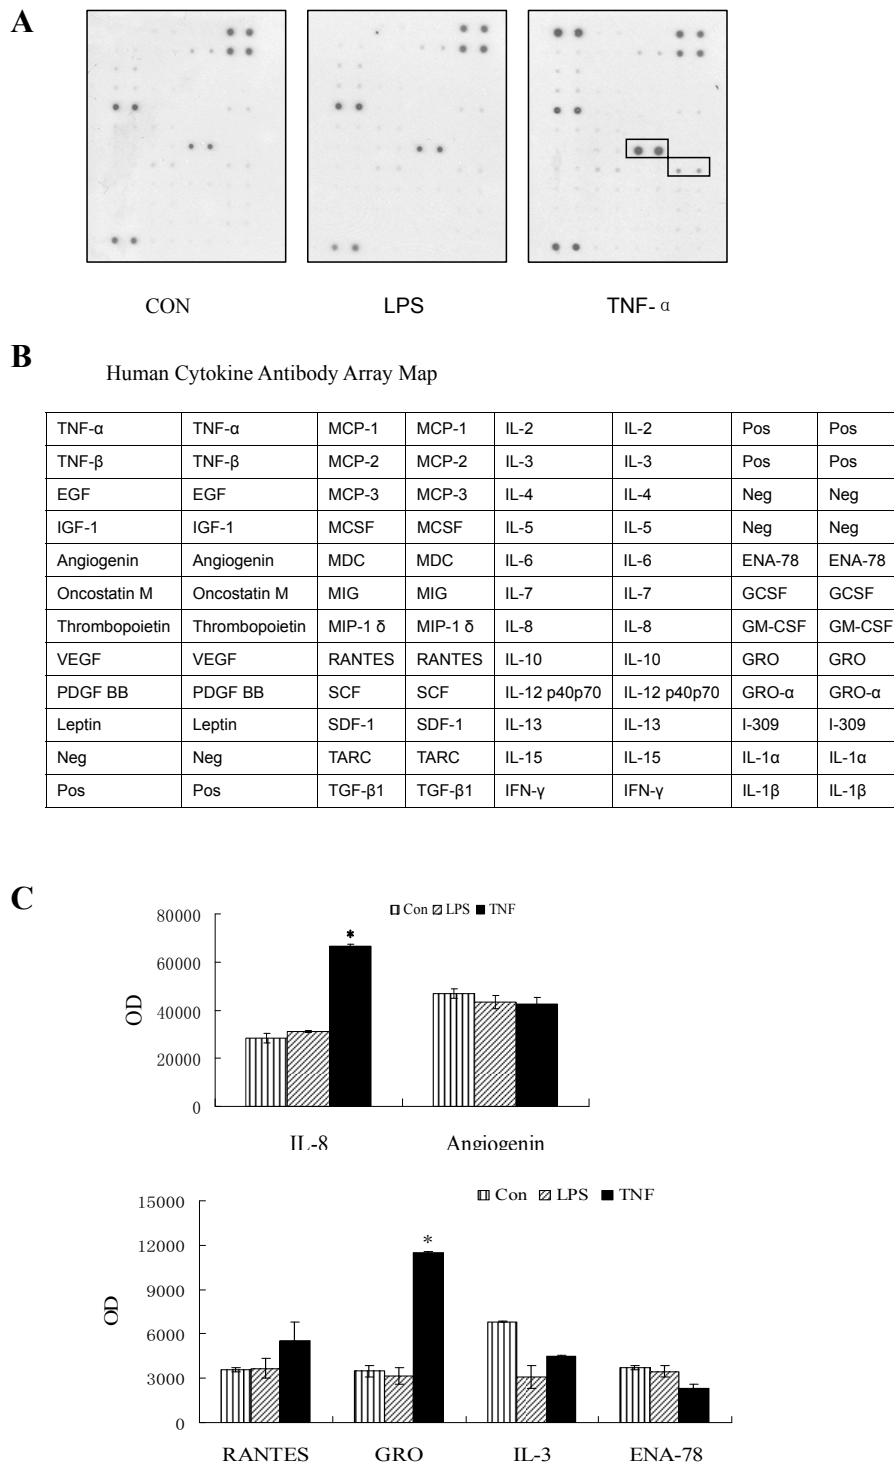 A
CON LPS TNF- α
B
Human Cytokine Antibody Array Map
TNF-α TNF-α MCP-1 MCP-1 IL-2 IL-2 Pos Pos
TNF-β TNF-β MCP-2 MCP-2 IL-3 IL-3 Pos Pos
EGF EGF MCP-3 MCP-3 IL-4 IL-4 Neg Neg
IGF-1 IGF-1 MCSF MCSF IL-5 IL-5 Neg Neg
Angiogenin Angiogenin MDC MDC IL-6 IL-6 ENA-78 ENA-78
Oncostatin M Oncostatin M MIG MIG IL-7 IL-7 GCSF GCSF
Thrombopoietin Thrombopoietin MIP-1 δ MIP-1 δ IL-8 IL-8 GM-CSF GM-CSF
VEGF VEGF RANTES RANTES IL-10 IL-10 GRO GRO
PDGF BB PDGF BB SCF SCF IL-12 p40p70 IL-12 p40p70 GRO-α GRO-α
Leptin Leptin SDF-1 SDF-1 IL-13 IL-13 I-309 I-309
Neg Neg TARC TARC IL-15 IL-15 IL-1α IL-1α
Pos Pos TGF-β1 TGF-β1 IFN-γ IFN-γ IL-1β IL-1β
C
Con LPS TNF
80000
*
60000
OD
40000
20000
0
IL-8 Angiogenin
Con LPS TNF
15000
12000
*
9000
OD
6000
3000
0
RANTES GRO IL-3 ENA-78